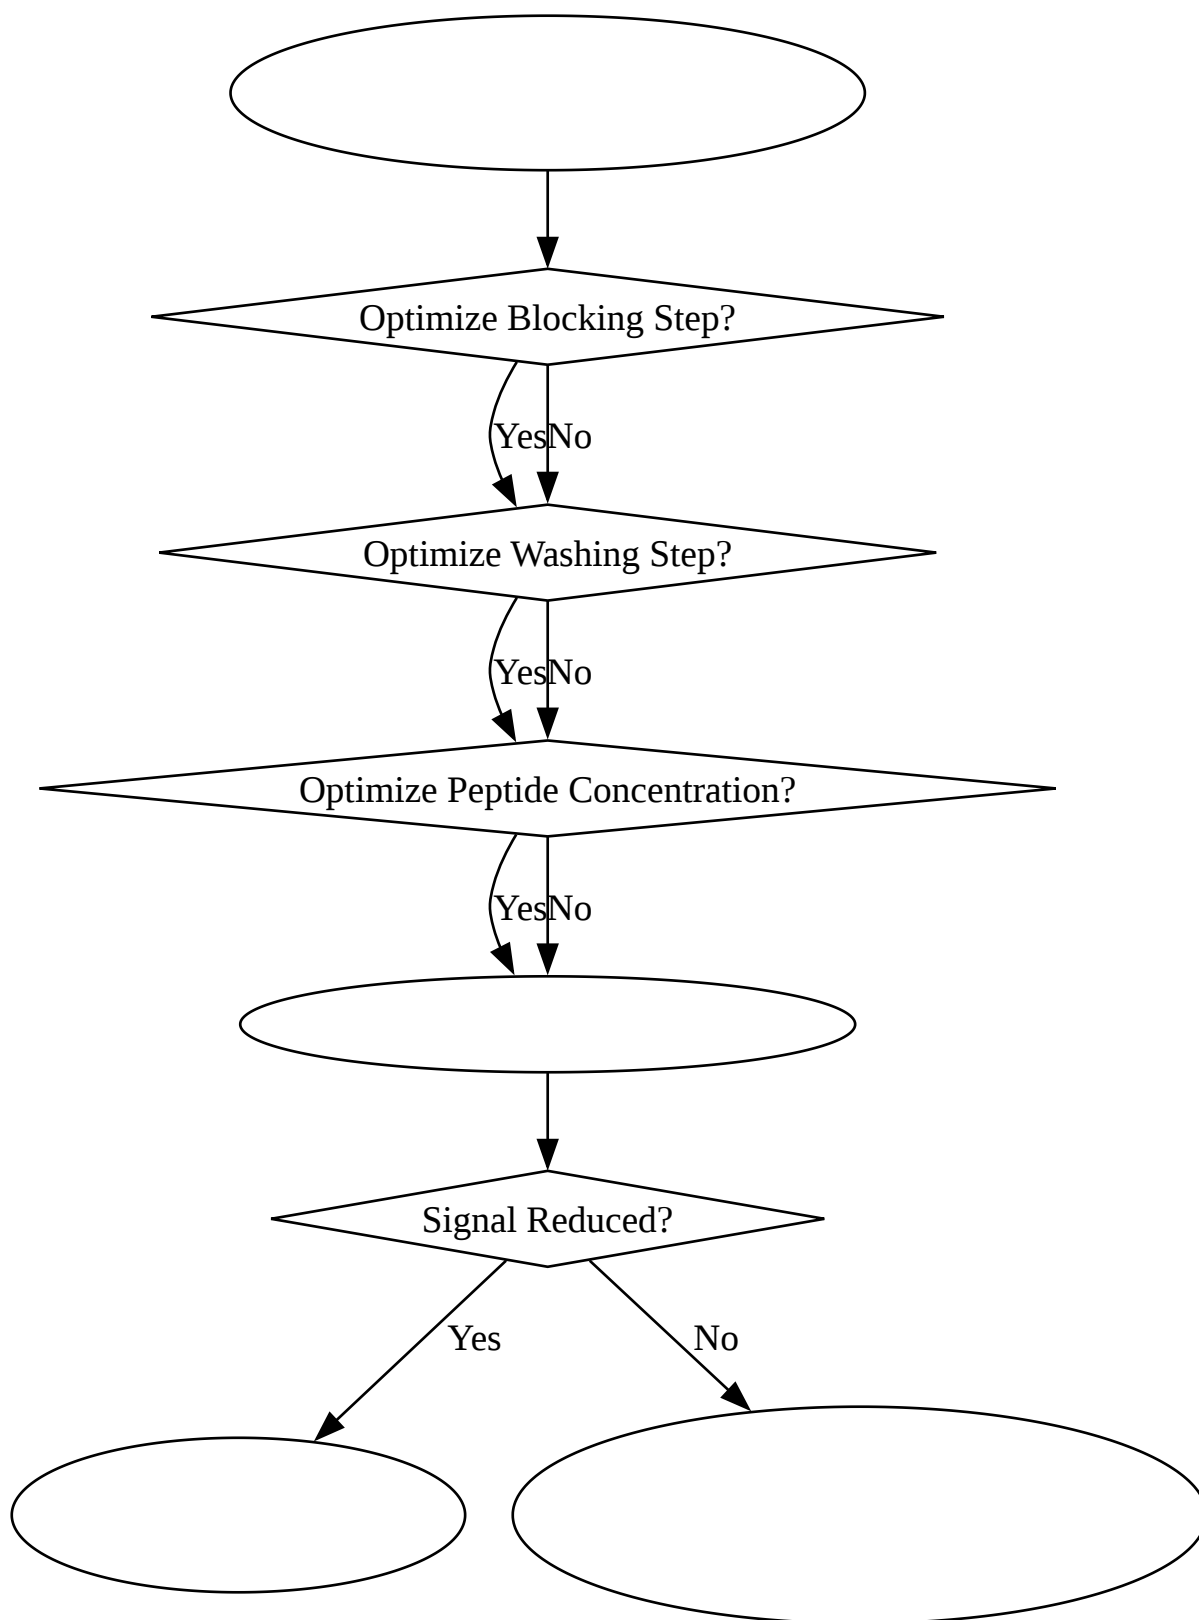 Optimize Blocking Step?
Yes No
Optimize Washing Step?
Yes No
Optimize Peptide Concentration?
Yes No
Signal Reduced?
Yes No